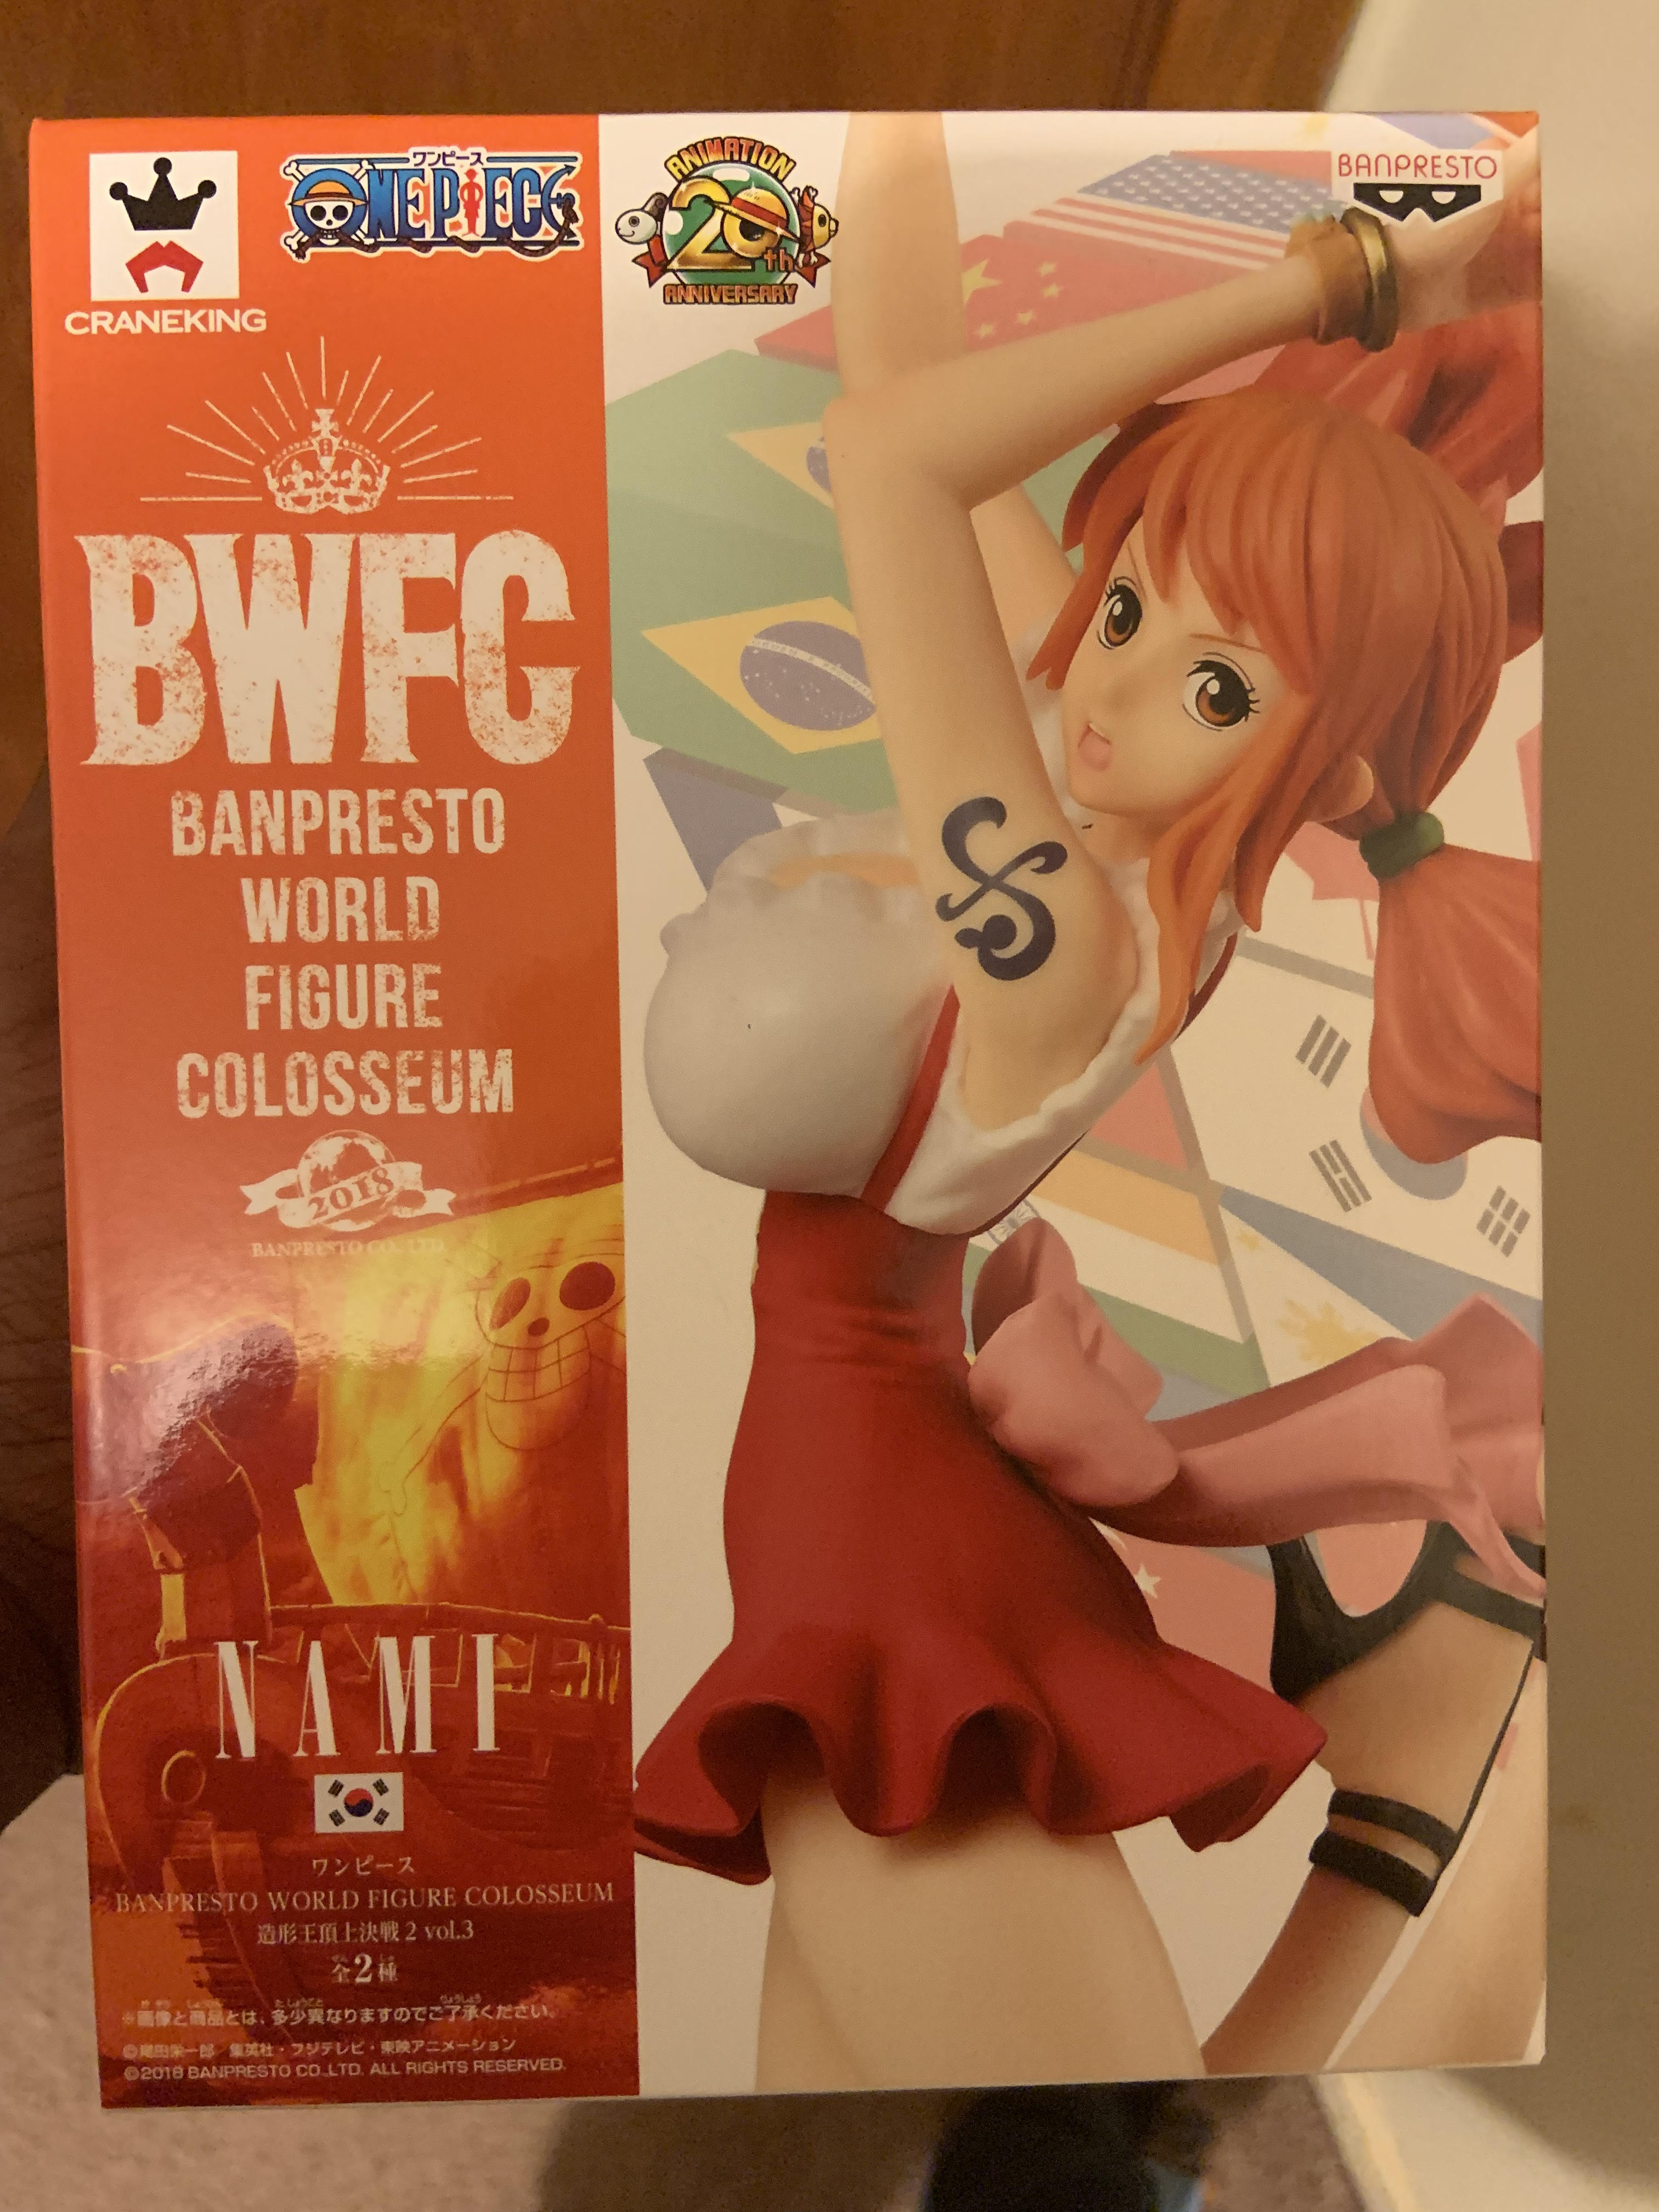 CRANEKING
ワンピース
ONE PIECE
ANIMATION
20th
ANNIVERSARY
BANPRESTO
BWFC
BANPRESTO
WORLD
FIGURE
COLOSSEUM
2018
BANPRESTO CO., LTD.
NAMI
ワンピース
BANPRESTO WORLD FIGURE COLOSSEUM
造形王頂上決戦2 vol.3
全2種
※画像と商品とは、多少異なりますのでご了承ください。
©尾田栄一郎/集英社・フジテレビ・東映アニメーション
©2018 BANPRESTO CO.,LTD. ALL RIGHTS RESERVED.